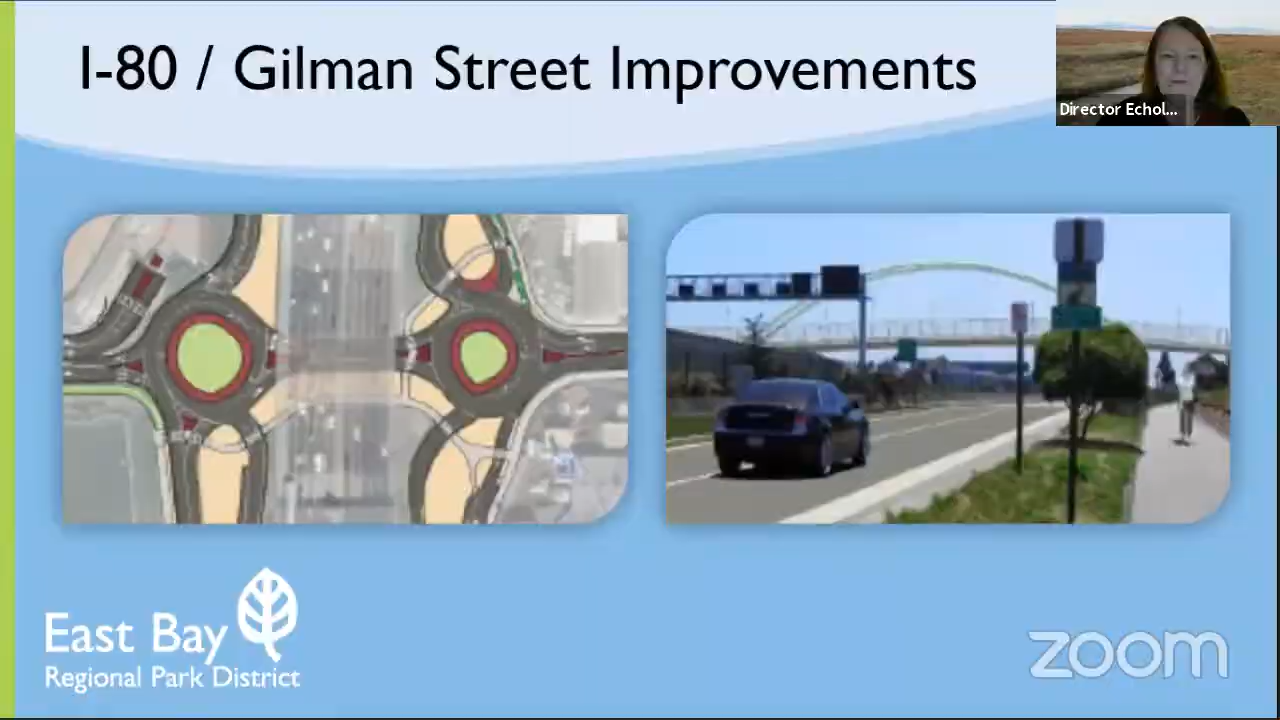 I-80 / Gilman Street Improvements
Director Echol...
East Bay
Regional Park District
zoom